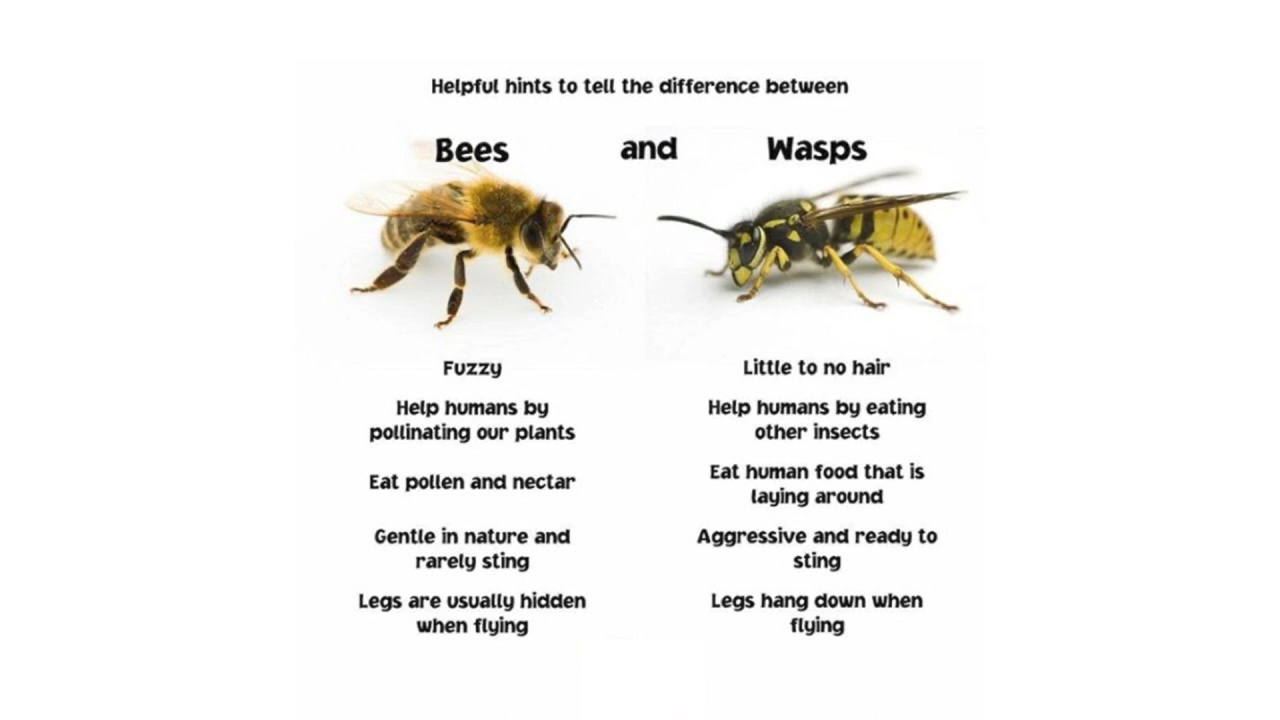 Helpful hints to tell the difference between
Bees and Wasps
Fuzzy
Little to no hair
Help humans by
pollinating our plants
Help humans by eating
other insects
Eat pollen and nectar
Eat human food that is
laying around
Gentle in nature and
rarely sting
Aggressive and ready to
sting
Legs are usually hidden
when flying
Legs hang down when
flying